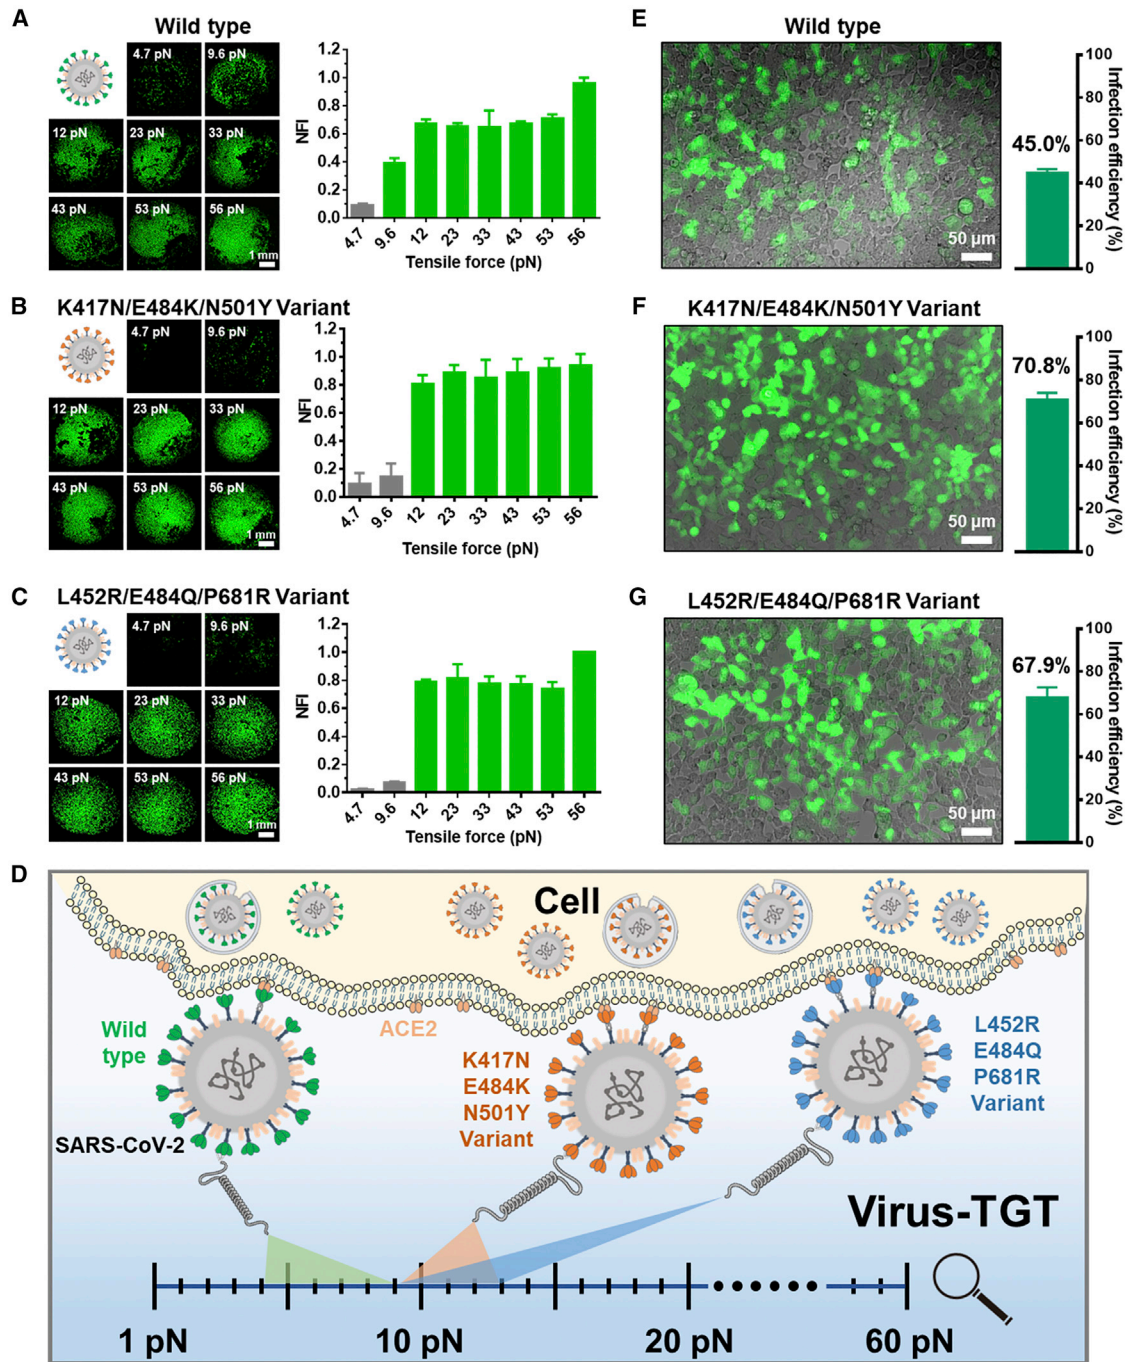 A
Wild type
4.7 pN
9.6 pN
12 pN
23 pN
33 pN
43 pN
53 pN
56 pN
1 mm
NFI
1.2
1.0
0.8
0.6
0.4
0.2
0.0
4.7
9.6
12
23
33
43
53
56
Tensile force (pN)
E
Wild type
50 µm
45.0%
100
80
60
40
20
0
Infection efficiency (%)
B
K417N/E484K/N501Y Variant
4.7 pN
9.6 pN
12 pN
23 pN
33 pN
43 pN
53 pN
56 pN
1 mm
NFI
1.2
1.0
0.8
0.6
0.4
0.2
0.0
4.7
9.6
12
23
33
43
53
56
Tensile force (pN)
F
K417N/E484K/N501Y Variant
50 µm
70.8%
100
80
60
40
20
0
Infection efficiency (%)
C
L452R/E484Q/P681R Variant
4.7 pN
9.6 pN
12 pN
23 pN
33 pN
43 pN
53 pN
56 pN
1 mm
NFI
1.2
1.0
0.8
0.6
0.4
0.2
0.0
4.7
9.6
12
23
33
43
53
56
Tensile force (pN)
G
L452R/E484Q/P681R Variant
50 µm
67.9%
100
80
60
40
20
0
Infection efficiency (%)
D
Cell
Wild
type
ACE2
K417N
E484K
N501Y
Variant
L452R
E484Q
P681R
Variant
SARS-CoV-2
Virus-TGT
1 pN
10 pN
20 pN
60 pN